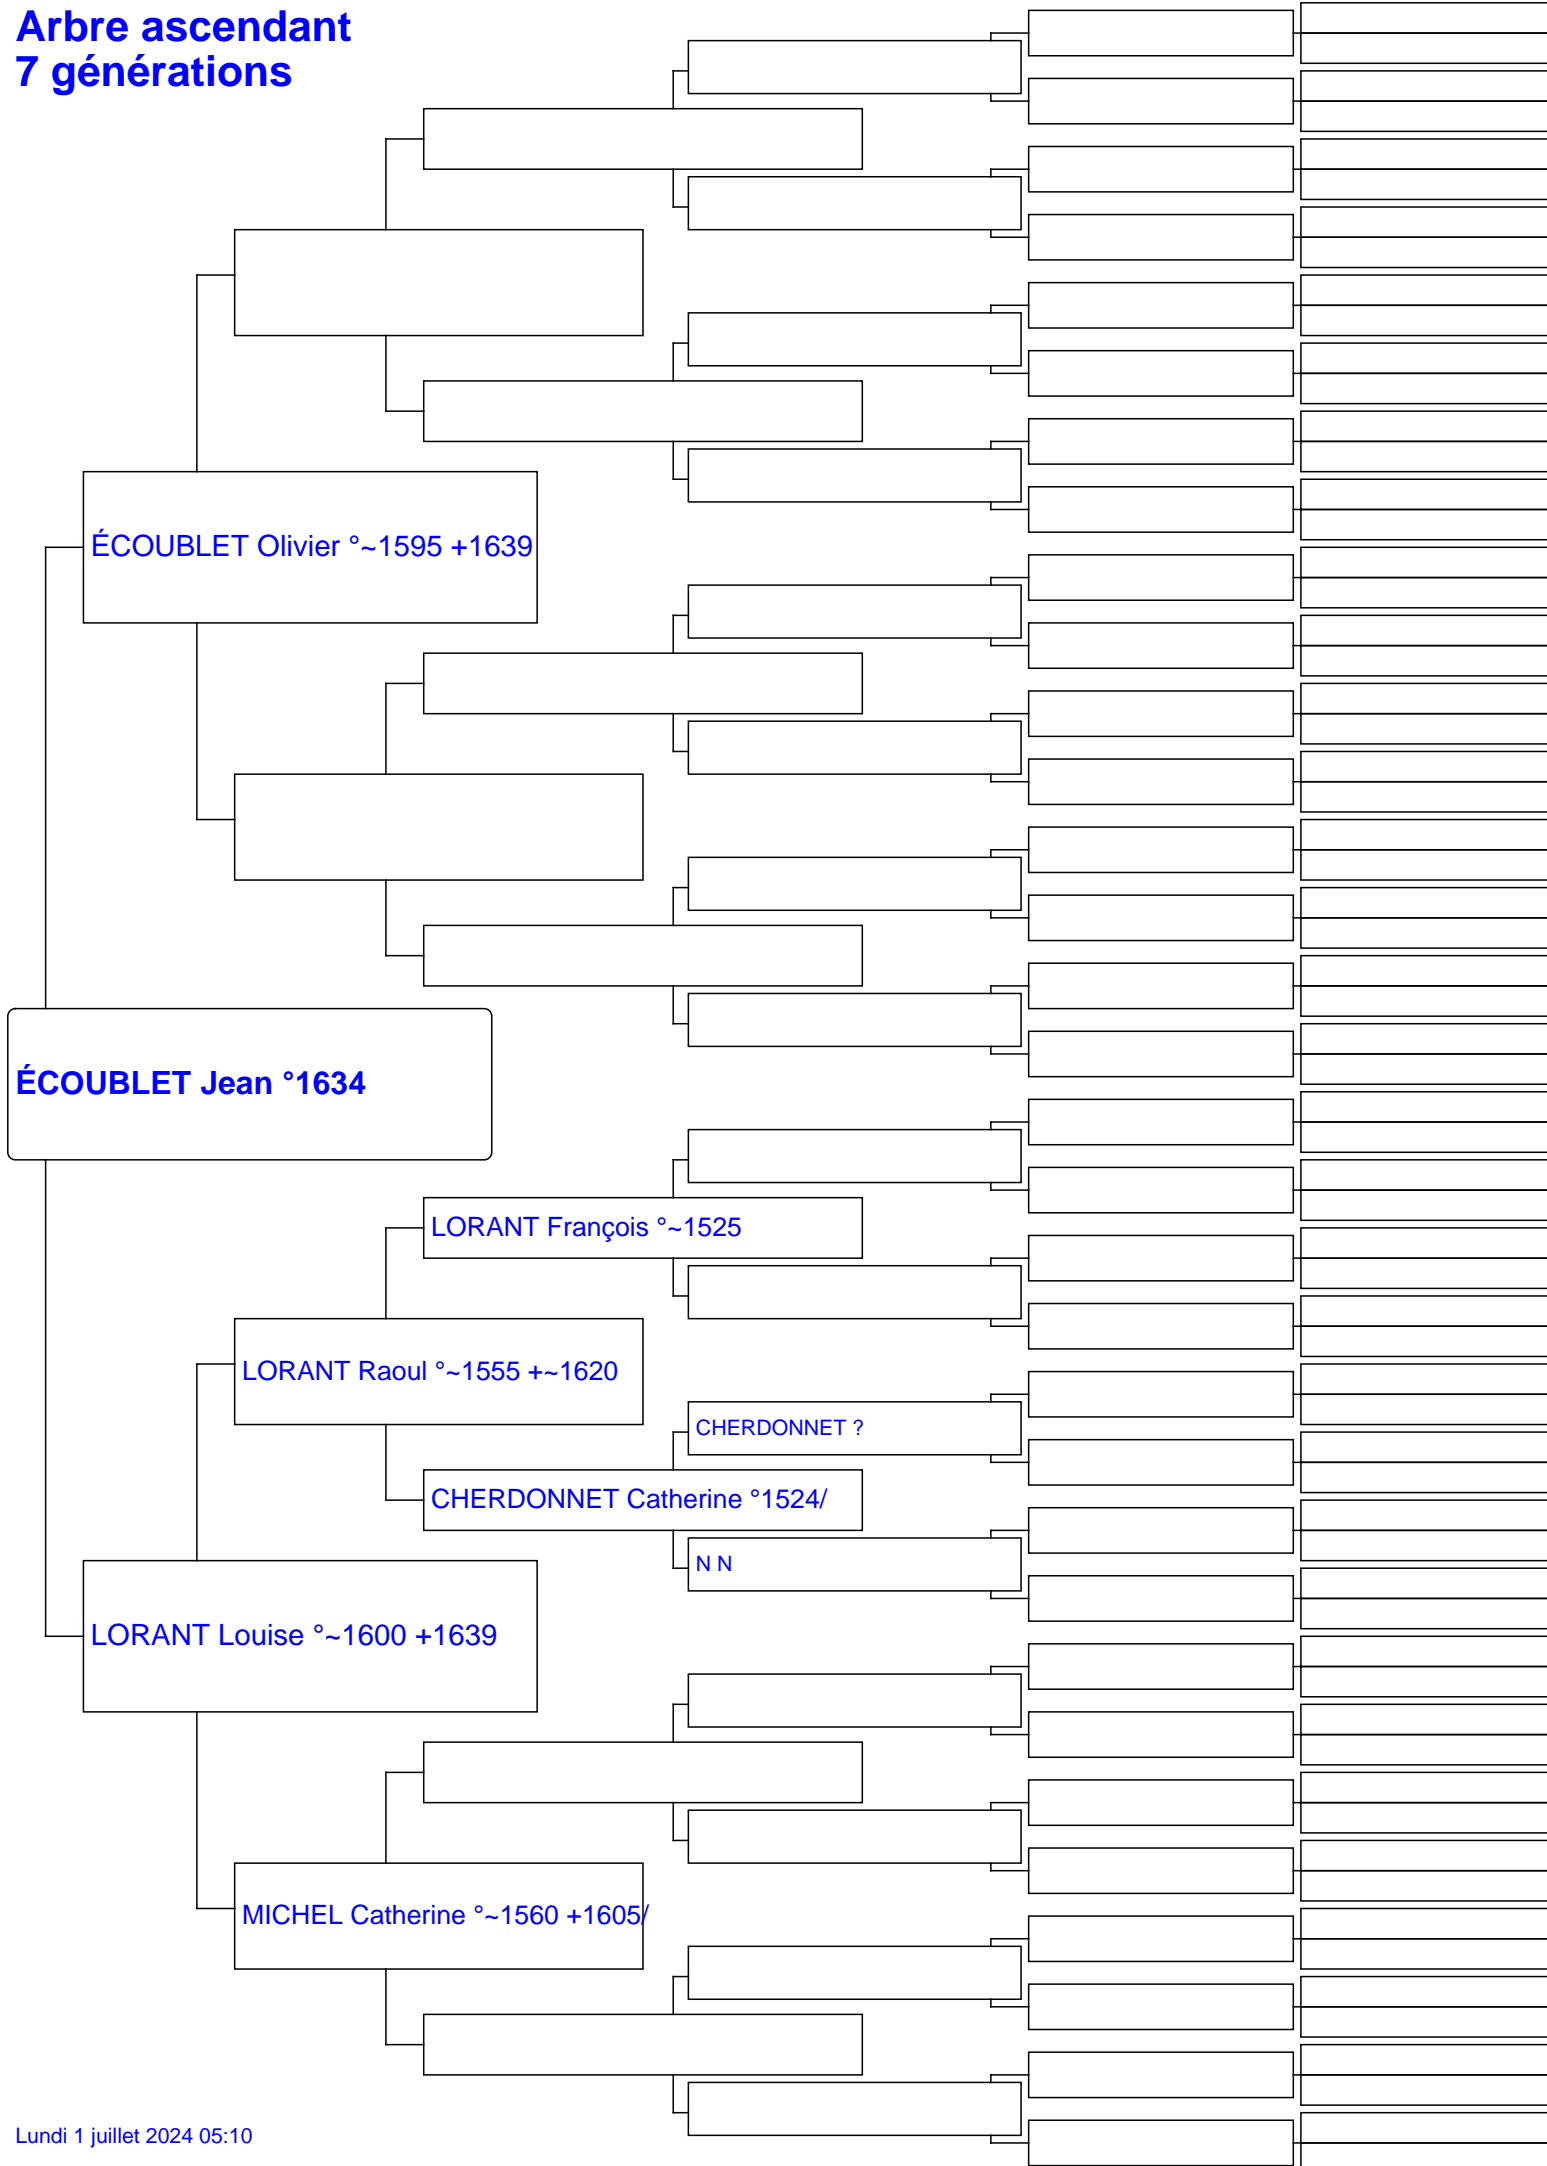 Arbre ascendant
7 générations
ÉCOUBLET Olivier °~1595 +1639
ÉCOUBLET Jean °1634
LORANT François °~1525
LORANT Raoul °~1555 +~1620
CHERDONNET ?
CHERDONNET Catherine °1524/
N N
LORANT Louise °~1600 +1639
MICHEL Catherine °~1560 +1605/
Lundi 1 juillet 2024 05:10